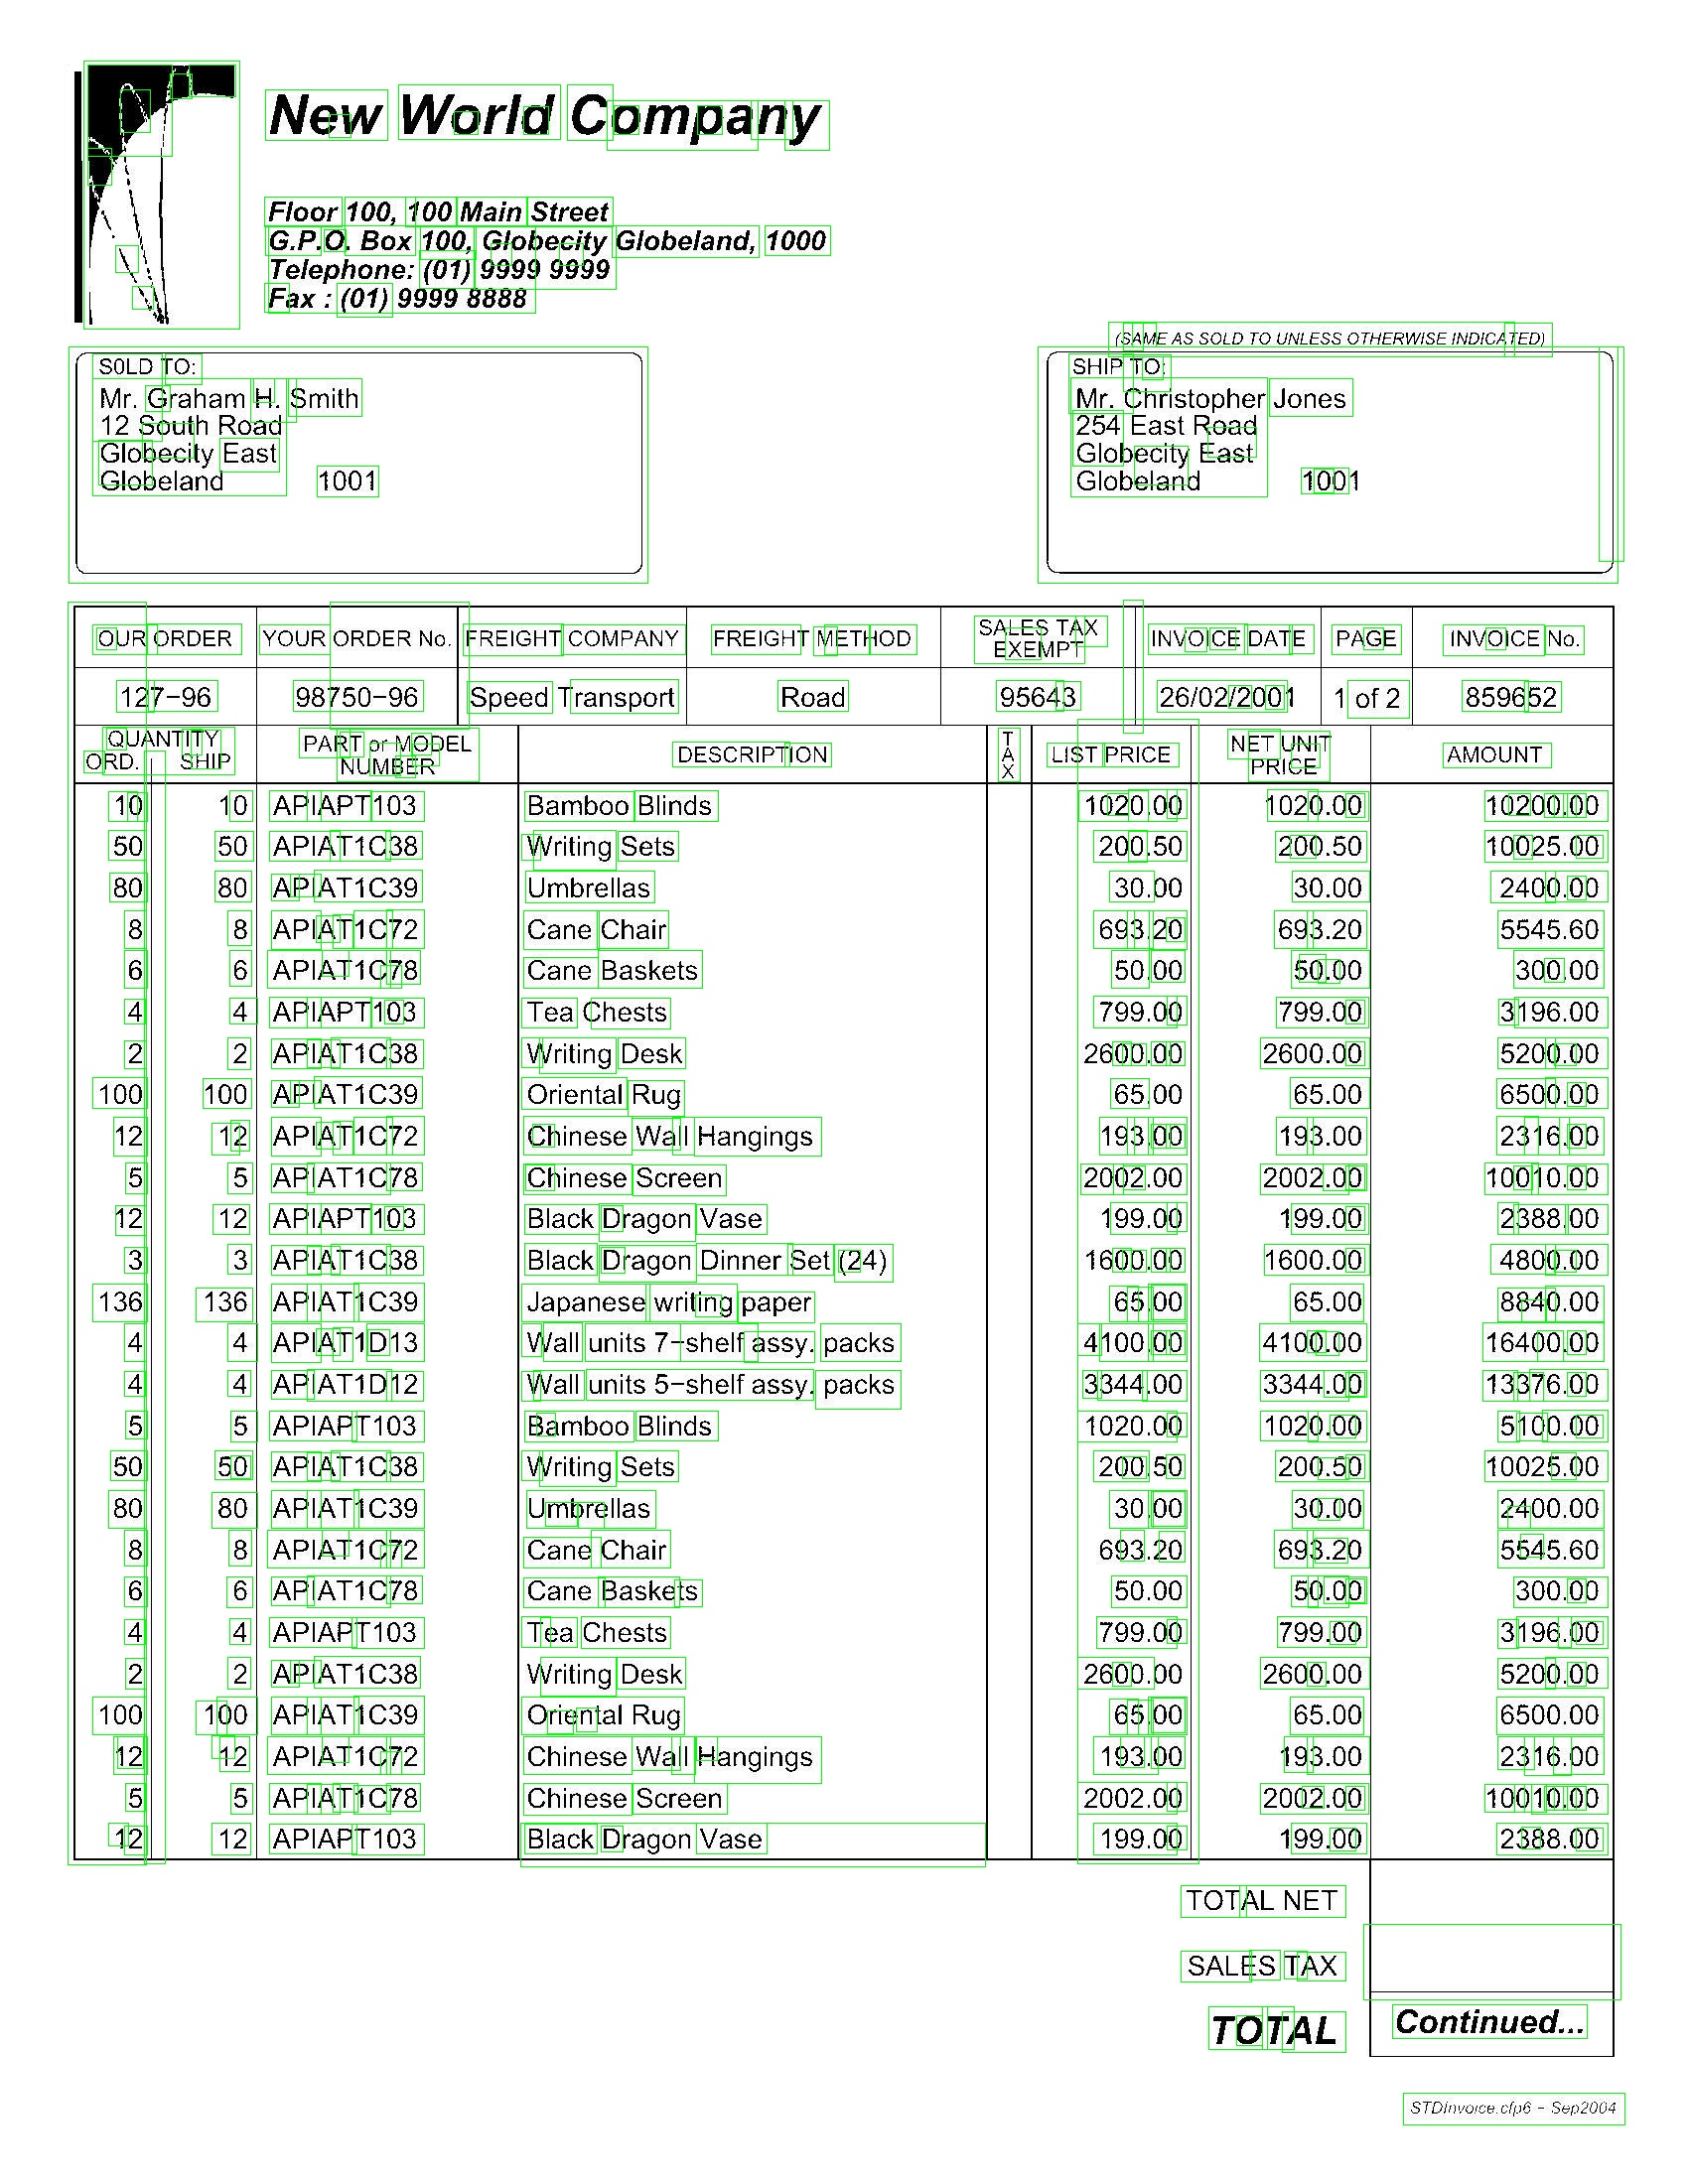 New World Company
Floor 100, 100 Main Street
G.P.O. Box 100, Globecity Globeland, 1000
Telephone: (01) 9999 9999
Fax : (01) 9999 8888
(SAME AS SOLD TO UNLESS OTHERWISE INDICATED)
S0LD TO:
Mr. Graham H. Smith
12 South Road
Globecity East
Globeland 1001
SHIP TO:
Mr. Christopher Jones
254 East Road
Globecity East
Globeland 1001
OUR ORDER YOUR ORDER No. FREIGHT COMPANY FREIGHT METHOD SALES TAX EXEMPT INVOICE DATE PAGE INVOICE No.
127-96 98750-96 Speed Transport Road 95643 26/02/2001 1 of 2 859652
QUANTITY ORD. SHIP PART or MODEL NUMBER DESCRIPTION TAX LIST PRICE NET UNIT PRICE AMOUNT
10 10 APIAPT103 Bamboo Blinds 1020.00 1020.00 10200.00
50 50 APIAT1C38 Writing Sets 200.50 200.50 10025.00
80 80 APIAT1C39 Umbrellas 30.00 30.00 2400.00
8 8 APIAT1C72 Cane Chair 693.20 693.20 5545.60
6 6 APIAT1C78 Cane Baskets 50.00 50.00 300.00
4 4 APIAPT103 Tea Chests 799.00 799.00 3196.00
2 2 APIAT1C38 Writing Desk 2600.00 2600.00 5200.00
100 100 APIAT1C39 Oriental Rug 65.00 65.00 6500.00
12 12 APIAT1C72 Chinese Wall Hangings 193.00 193.00 2316.00
5 5 APIAT1C78 Chinese Screen 2002.00 2002.00 10010.00
12 12 APIAPT103 Black Dragon Vase 199.00 199.00 2388.00
3 3 APIAT1C38 Black Dragon Dinner Set (24) 1600.00 1600.00 4800.00
136 136 APIAT1C39 Japanese writing paper 65.00 65.00 8840.00
4 4 APIAT1D13 Wall units 7-shelf assy. packs 4100.00 4100.00 16400.00
4 4 APIAT1D12 Wall units 5-shelf assy. packs 3344.00 3344.00 13376.00
5 5 APIAPT103 Bamboo Blinds 1020.00 1020.00 5100.00
50 50 APIAT1C38 Writing Sets 200.50 200.50 10025.00
80 80 APIAT1C39 Umbrellas 30.00 30.00 2400.00
8 8 APIAT1C72 Cane Chair 693.20 693.20 5545.60
6 6 APIAT1C78 Cane Baskets 50.00 50.00 300.00
4 4 APIAPT103 Tea Chests 799.00 799.00 3196.00
2 2 APIAT1C38 Writing Desk 2600.00 2600.00 5200.00
100 100 APIAT1C39 Oriental Rug 65.00 65.00 6500.00
12 12 APIAT1C72 Chinese Wall Hangings 193.00 193.00 2316.00
5 5 APIAT1C78 Chinese Screen 2002.00 2002.00 10010.00
12 12 APIAPT103 Black Dragon Vase 199.00 199.00 2388.00
TOTAL NET
SALES TAX
TOTAL Continued...
STDInvoice.cfp6 - Sep2004